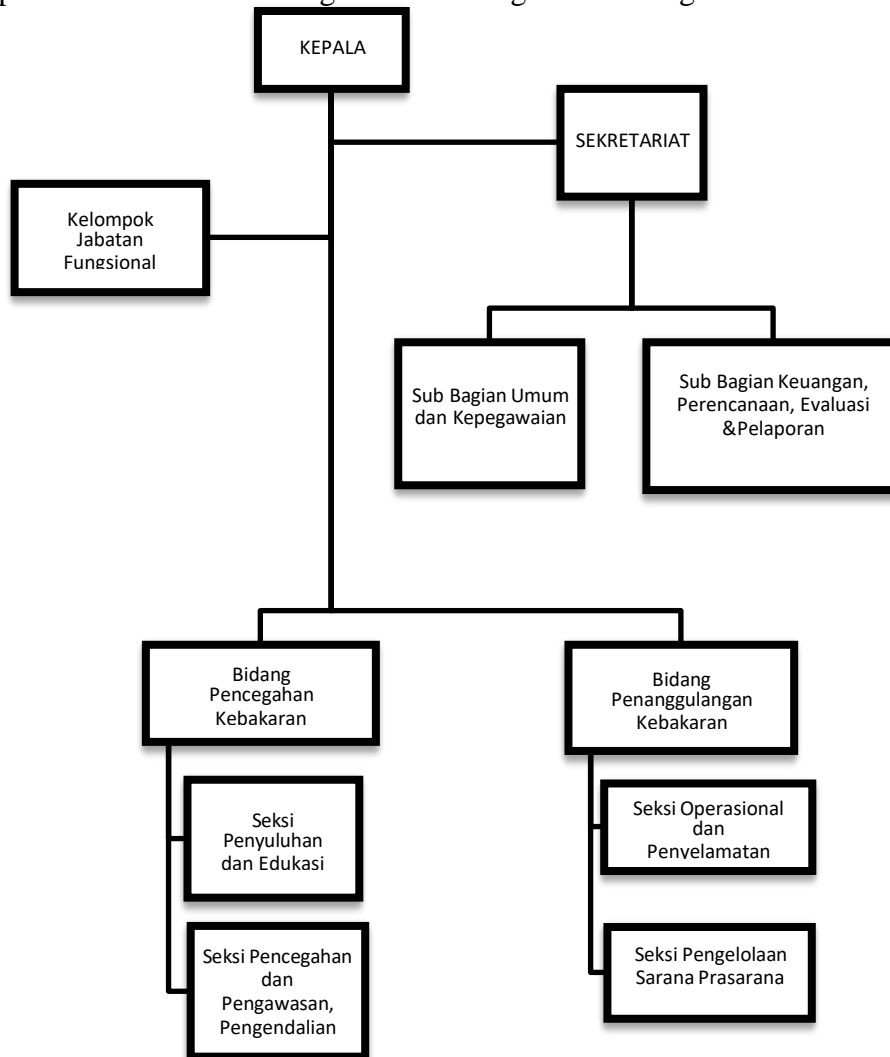 KEPALA
SEKRETARIAT
Kelompok
Jabatan
Fungsional
Sub Bagian Umum
dan Kepegawaian
Sub Bagian Keuangan,
Perencanaan, Evaluasi
&Pelaporan
Bidang
Pencegahan
Kebakaran
Bidang
Penanggulangan
Kebakaran
Seksi
Penyuluhan
dan Edukasi
Seksi Operasional
dan
Penyelamatan
Seksi Pencegahan
dan
Pengawasan,
Pengendalian
Seksi Pengelolaan
Sarana Prasarana